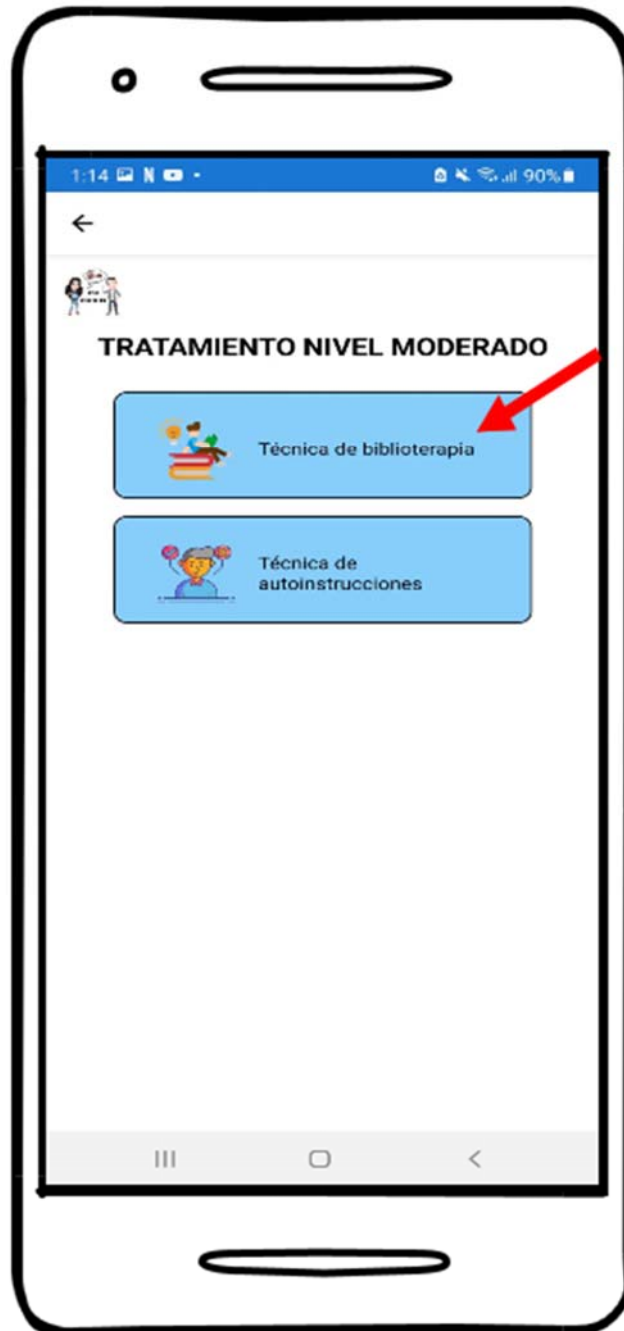 1:14
90%
TRATAMIENTO NIVEL MODERADO
Técnica de biblioterapia
Técnica de
autoinstrucciones